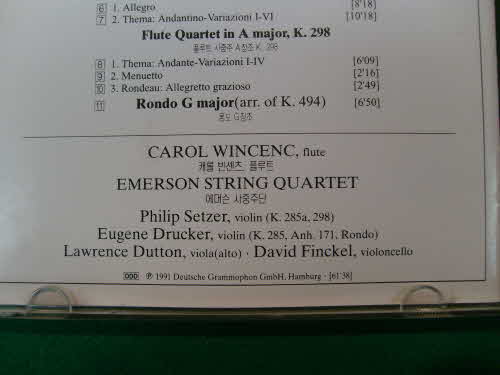 6 1. Allegro [8'18]
7 2. Thema: Andantino-Variazioni I-VI [10'18]
Flute Quartet in A major, K. 298
플루트 사중주 A장조 K. 298
8 1. Thema: Andante-Variazioni I-IV [6'09]
9 2. Menuetto [2'16]
10 3. Rondeau: Allegretto grazioso [2'49]
11 Rondo G major(arr. of K. 494) [6'50]
론도 G장조
CAROL WINCENC, flute
캐롤 빈센츠, 플루트
EMERSON STRING QUARTET
에머슨 사중주단
Philip Setzer, violin (K. 285a, 298)
Eugene Drucker, violin (K. 285, Anh. 171, Rondo)
Lawrence Dutton, viola(alto) · David Finckel, violoncello
DDD ℗ 1991 Deutsche Grammophon GmbH, Hamburg · [61'38]